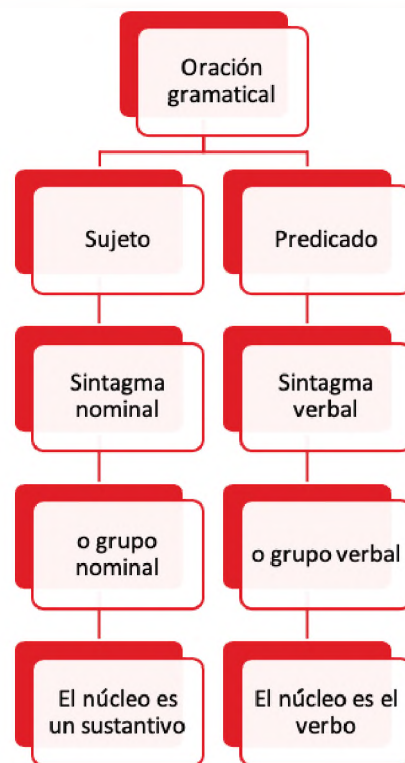 Oración
gramatical
Sujeto
Predicado
Sintagma
nominal
Sintagma
verbal
o grupo
nominal
o grupo verbal
El núcleo es
un sustantivo
El núcleo es el
verbo